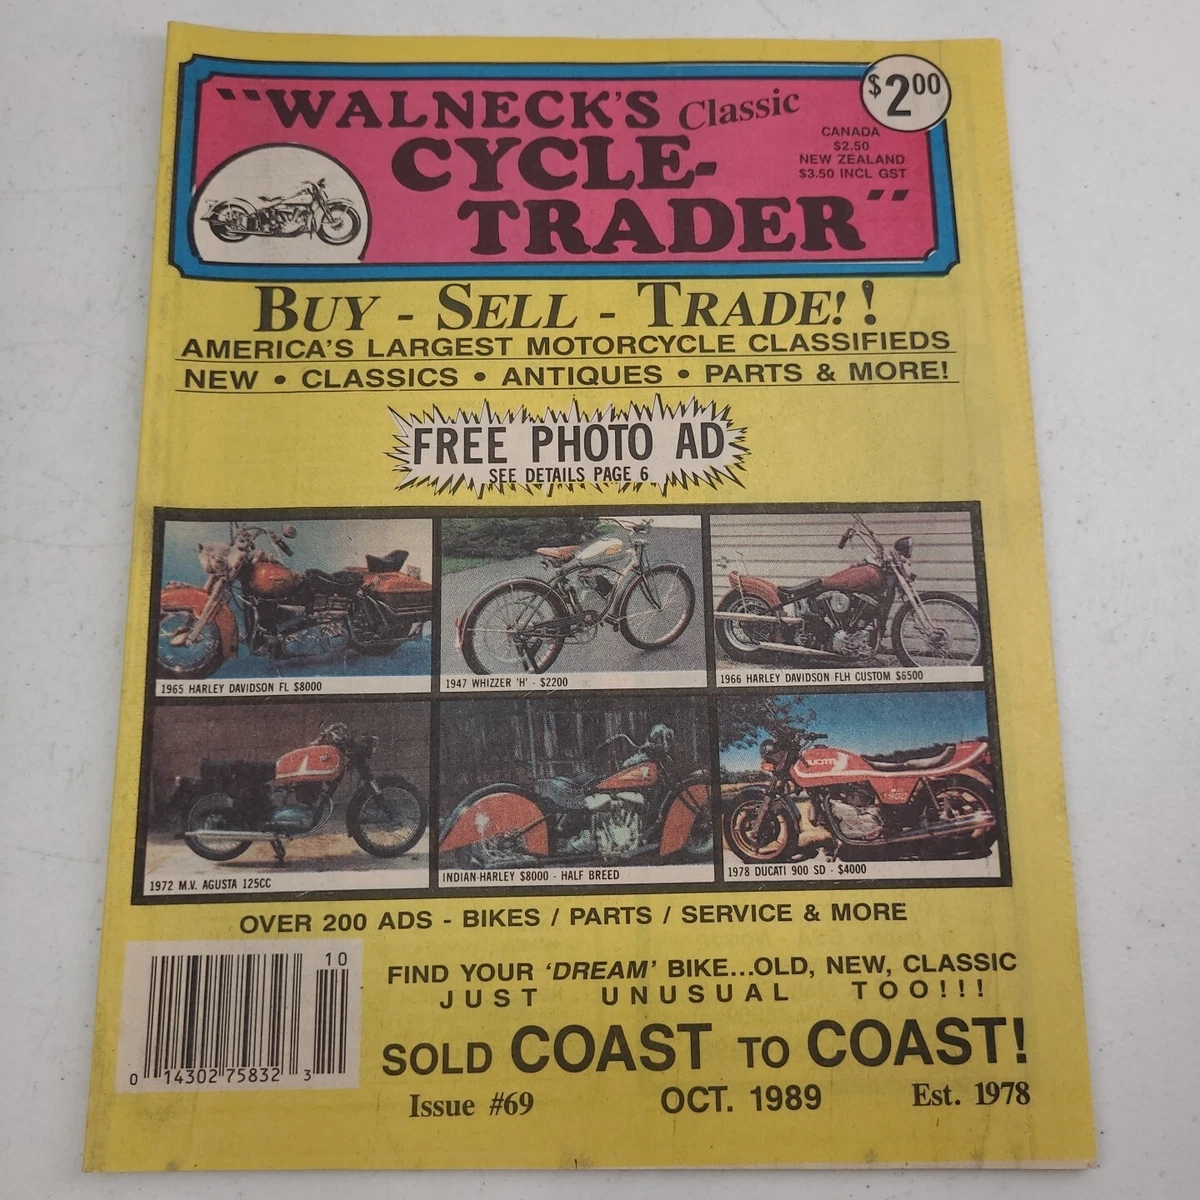 "WALNECK'S Classic
CYCLE-
TRADER"
$2.00
CANADA
$2.50
NEW ZEALAND
$3.50 INCL GST
BUY - SELL - TRADE!!
AMERICA'S LARGEST MOTORCYCLE CLASSIFIEDS
NEW • CLASSICS • ANTIQUES • PARTS & MORE!
FREE PHOTO AD
SEE DETAILS PAGE 6
1965 HARLEY DAVIDSON FL $8000
1947 WHIZZER 'H' - $2200
1966 HARLEY DAVIDSON FLH CUSTOM $6500
DUCATI
900
1972 M.V. AGUSTA 125CC
INDIAN-HARLEY $8000 - HALF BREED
1978 DUCATI 900 SD - $4000
OVER 200 ADS - BIKES / PARTS / SERVICE & MORE
10
0 14302 75832 3
FIND YOUR 'DREAM' BIKE...OLD, NEW, CLASSIC
JUST UNUSUAL TOO!!!
SOLD COAST TO COAST!
Issue #69
OCT. 1989
Est. 1978